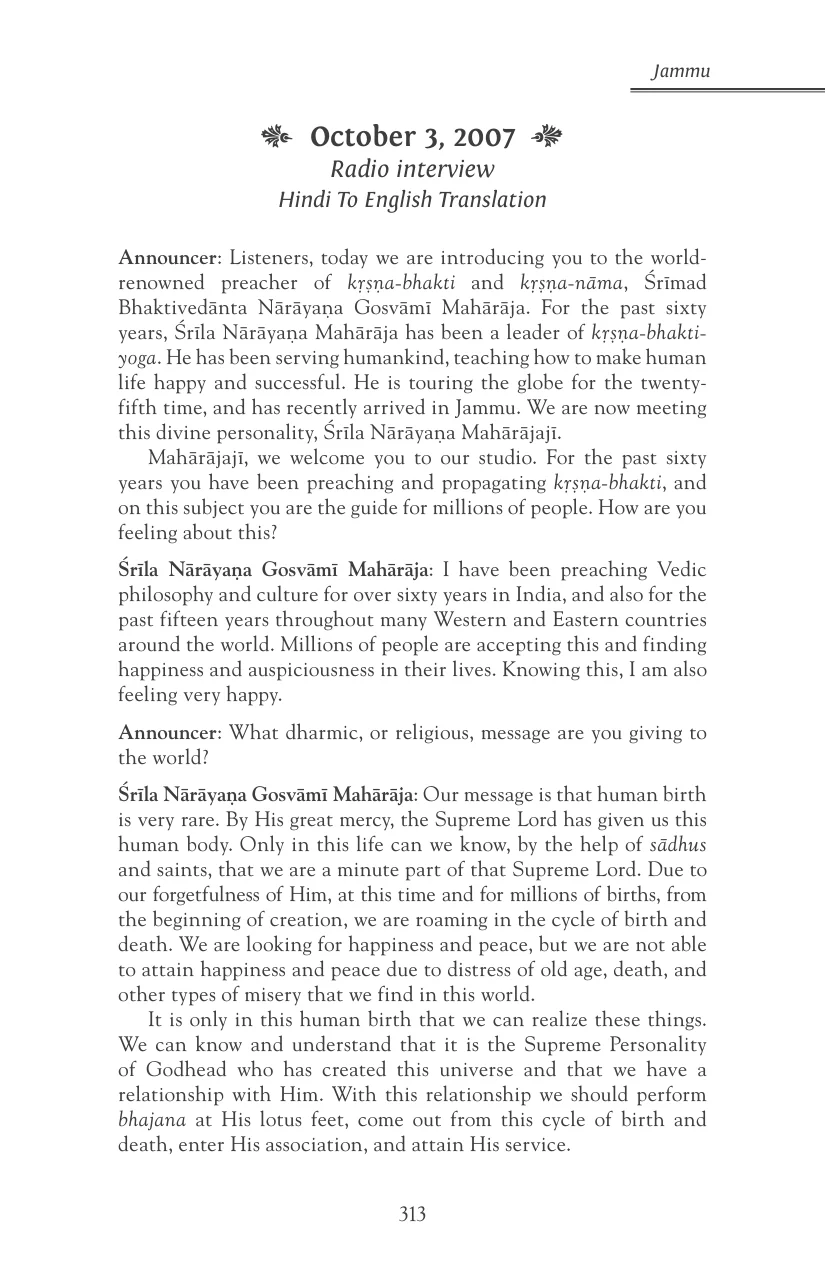 Jammu
October 3, 2007
Radio interview
Hindi To English Translation
Announcer: Listeners, today we are introducing you to the world-
renowned preacher of kṛṣṇa-bhakti and kṛṣṇa-nāma, Śrīmad
Bhaktivedānta Nārāyaṇa Gosvāmī Mahārāja. For the past sixty
years, Śrīla Nārāyaṇa Mahārāja has been a leader of kṛṣṇa-bhakti-
yoga. He has been serving humankind, teaching how to make human
life happy and successful. He is touring the globe for the twenty-
fifth time, and has recently arrived in Jammu. We are now meeting
this divine personality, Śrīla Nārāyaṇa Mahārājajī.
Mahārājajī, we welcome you to our studio. For the past sixty
years you have been preaching and propagating kṛṣṇa-bhakti, and
on this subject you are the guide for millions of people. How are you
feeling about this?
Śrīla Nārāyaṇa Gosvāmī Mahārāja: I have been preaching Vedic
philosophy and culture for over sixty years in India, and also for the
past fifteen years throughout many Western and Eastern countries
around the world. Millions of people are accepting this and finding
happiness and auspiciousness in their lives. Knowing this, I am also
feeling very happy.
Announcer: What dharmic, or religious, message are you giving to
the world?
Śrīla Nārāyaṇa Gosvāmī Mahārāja: Our message is that human birth
is very rare. By His great mercy, the Supreme Lord has given us this
human body. Only in this life can we know, by the help of sādhus
and saints, that we are a minute part of that Supreme Lord. Due to
our forgetfulness of Him, at this time and for millions of births, from
the beginning of creation, we are roaming in the cycle of birth and
death. We are looking for happiness and peace, but we are not able
to attain happiness and peace due to distress of old age, death, and
other types of misery that we find in this world.
It is only in this human birth that we can realize these things.
We can know and understand that it is the Supreme Personality
of Godhead who has created this universe and that we have a
relationship with Him. With this relationship we should perform
bhajana at His lotus feet, come out from this cycle of birth and
death, enter His association, and attain His service.
313